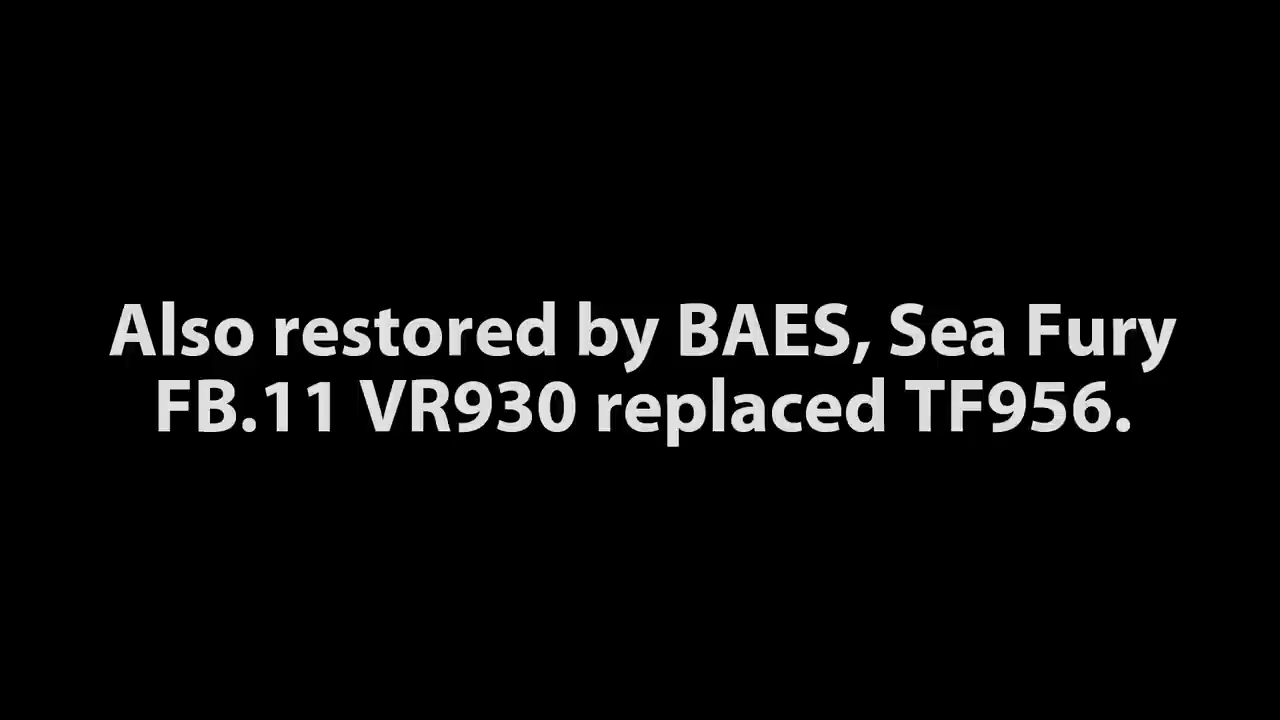 Also restored by BAES, Sea Fury
FB.11 VR930 replaced TF956.